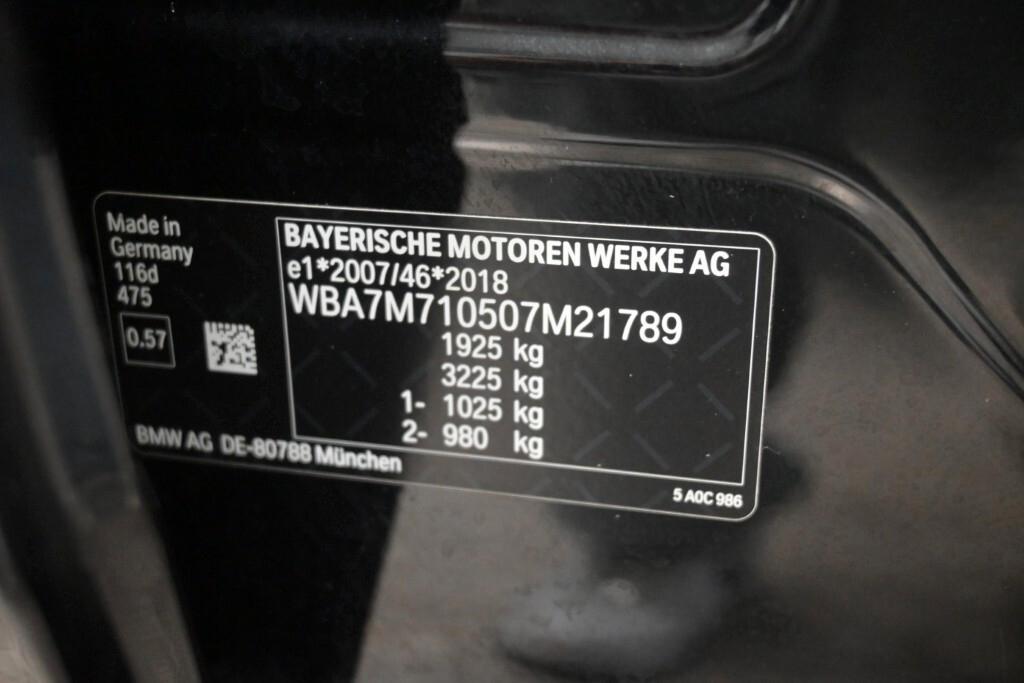 Made in
Germany
116d
475
0.57
BMW AG DE-80788 München
BAYERISCHE MOTOREN WERKE AG
e1*2007/46*2018
WBA7M710507M21789
1925 kg
3225 kg
1- 1025 kg
2- 980 kg
5 A0C 986